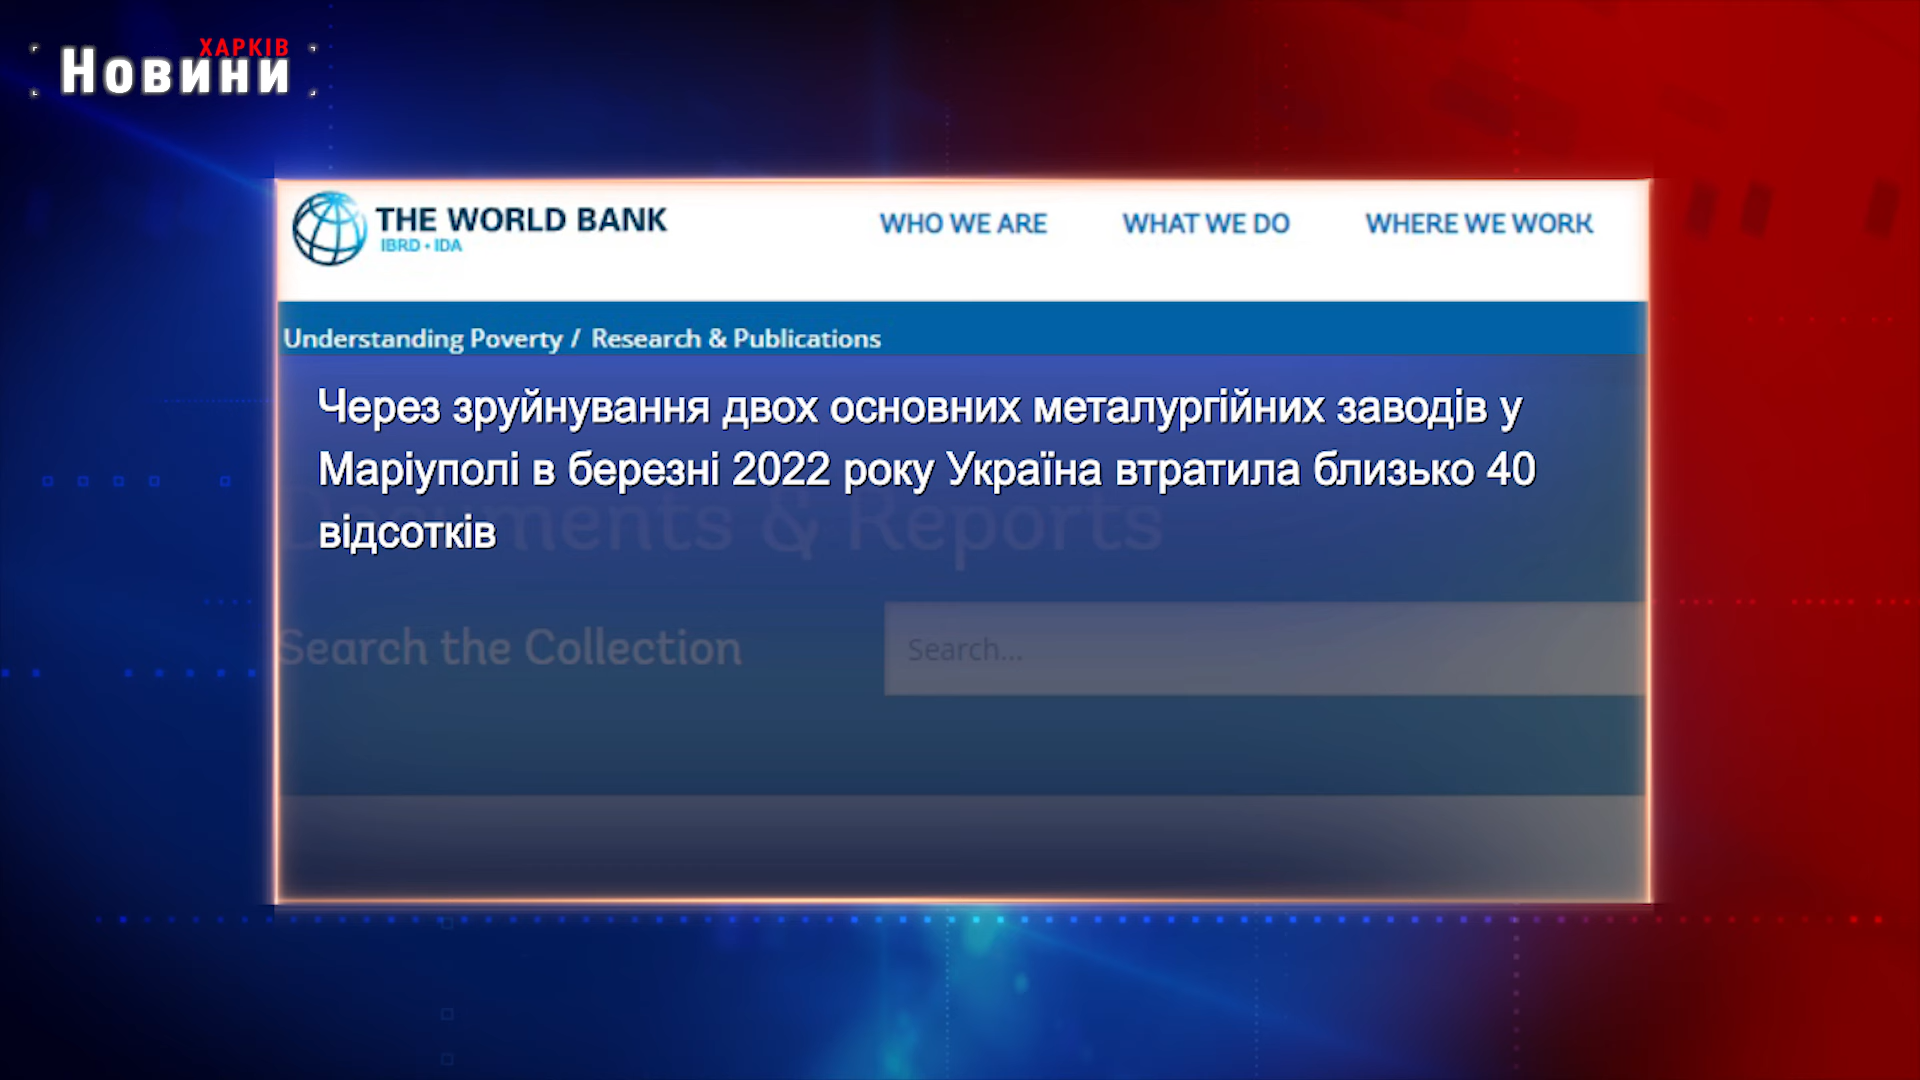 ХАРКІВ
Новини
THE WORLD BANK
IBRD • IDA
WHO WE ARE
WHAT WE DO
WHERE WE WORK
Understanding Poverty / Research & Publications
Через зруйнування двох основних металургійних заводів у
Маріуполі в березні 2022 року Україна втратила близько 40
відсотків
Documents & Reports
Search the Collection
Search...